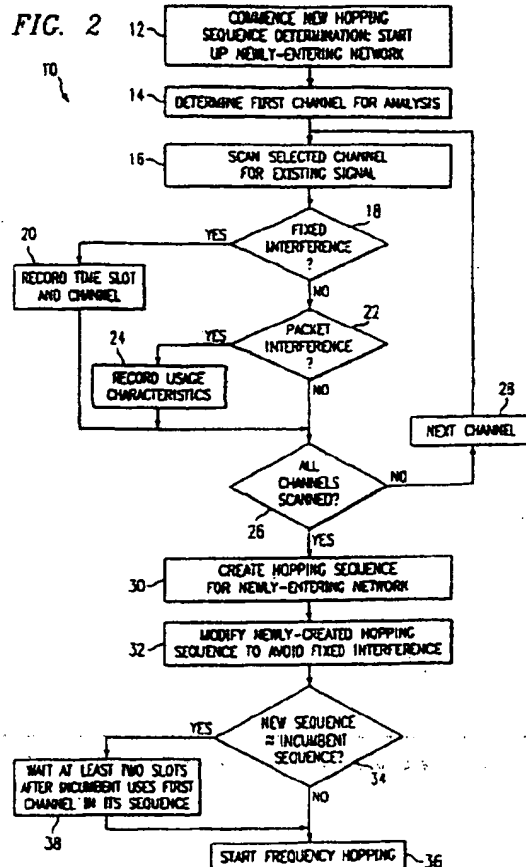 FIG. 2
10
12
COMMENCE NEW HOPPING
SEQUENCE DETERMINATION: START
UP NEWLY-ENTERING NETWORK
14
DETERMINE FIRST CHANNEL FOR ANALYSIS
16
SCAN SELECTED CHANNEL
FOR EXISTING SIGNAL
18
FIXED
INTERFERENCE
?
YES
20
RECORD TIME SLOT
AND CHANNEL
NO
22
PACKET
INTERFERENCE
?
YES
24
RECORD USAGE
CHARACTERISTICS
NO
28
NEXT CHANNEL
ALL
CHANNELS
SCANNED?
NO
26
YES
30
CREATE HOPPING SEQUENCE
FOR NEWLY-ENTERING NETWORK
32
MODIFY NEWLY-CREATED HOPPING
SEQUENCE TO AVOID FIXED INTERFERENCE
NEW SEQUENCE
= INCUMBENT
SEQUENCE?
YES
34
WAIT AT LEAST TWO SLOTS
AFTER INCUMBENT USES FIRST
CHANNEL IN ITS SEQUENCE
38
NO
START FREQUENCY HOPPING
36